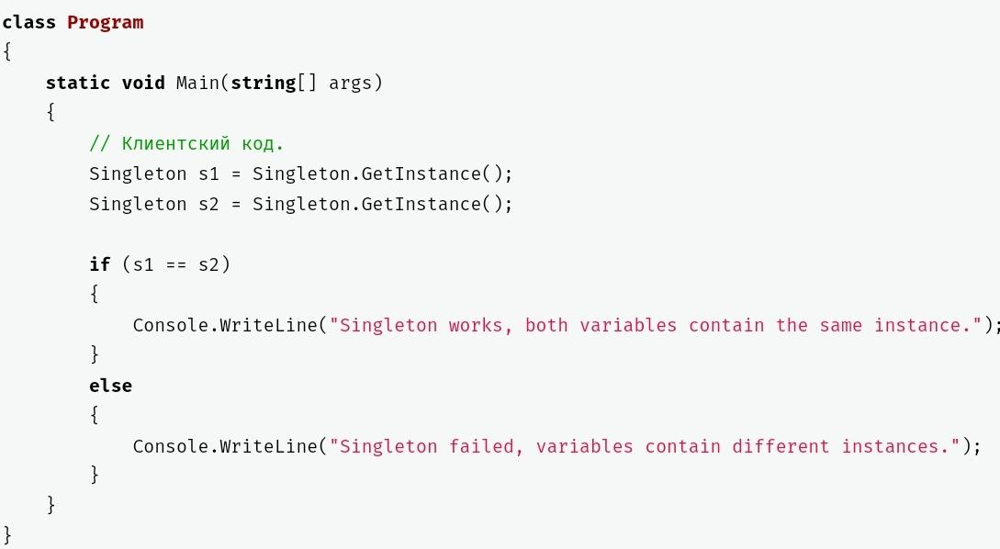 class Program
{
    static void Main(string[] args)
    {
        // Клиентский код.
        Singleton s1 = Singleton.GetInstance();
        Singleton s2 = Singleton.GetInstance();

        if (s1 == s2)
        {
            Console.WriteLine("Singleton works, both variables contain the same instance.");
        }
        else
        {
            Console.WriteLine("Singleton failed, variables contain different instances.");
        }
    }
}